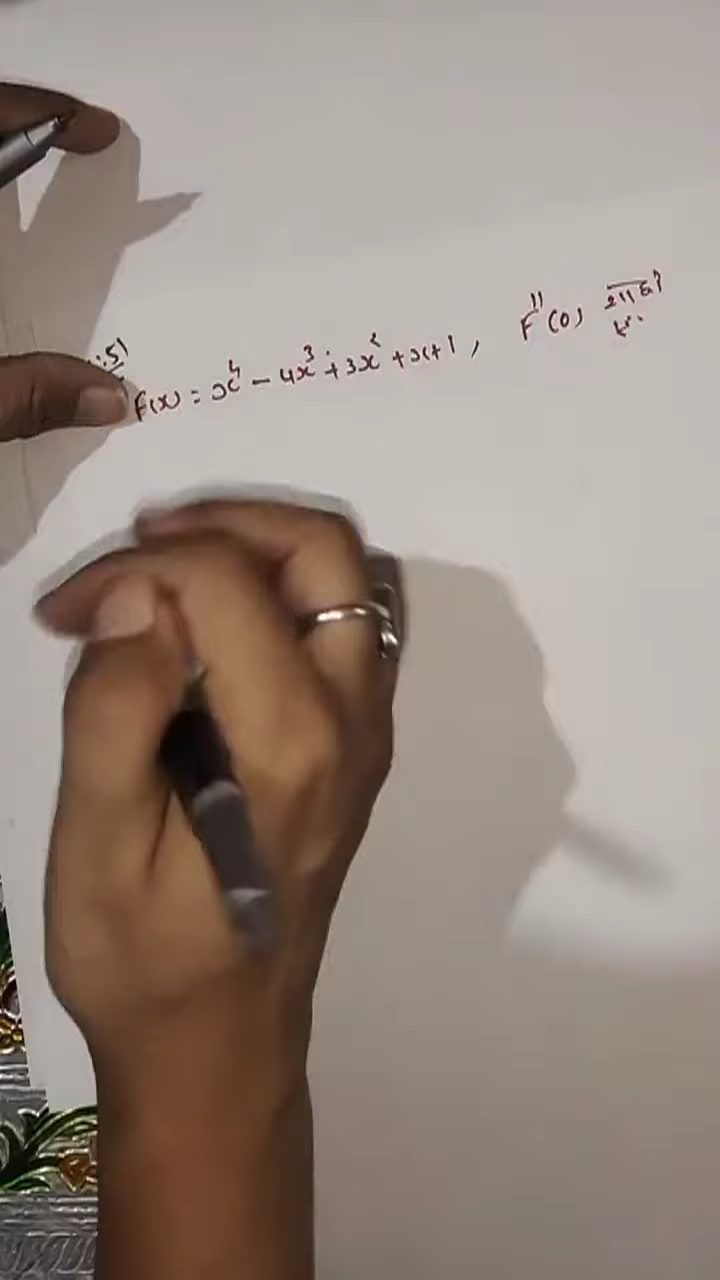 F(x) = x⁴ - 4x³ + 3x² + x + 1, F''(0)